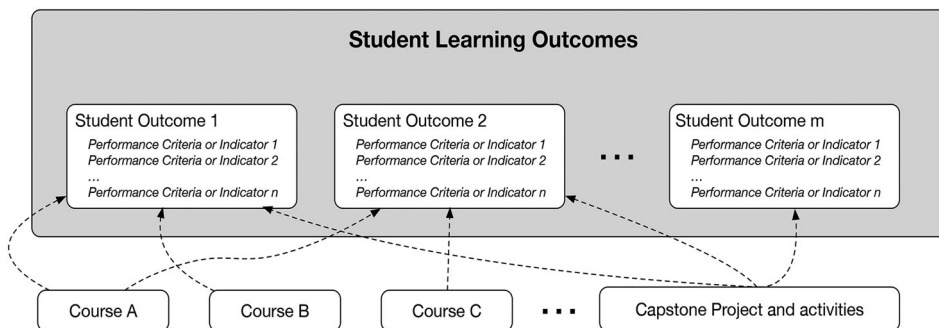 Student Learning Outcomes
Student Outcome 1
Performance Criteria or Indicator 1
Performance Criteria or Indicator 2
...
Performance Criteria or Indicator n
Student Outcome 2
Performance Criteria or Indicator 1
Performance Criteria or Indicator 2
...
Performance Criteria or Indicator n
...
Student Outcome m
Performance Criteria or Indicator 1
Performance Criteria or Indicator 2
...
Performance Criteria or Indicator n
Course A
Course B
Course C
...
Capstone Project and activities